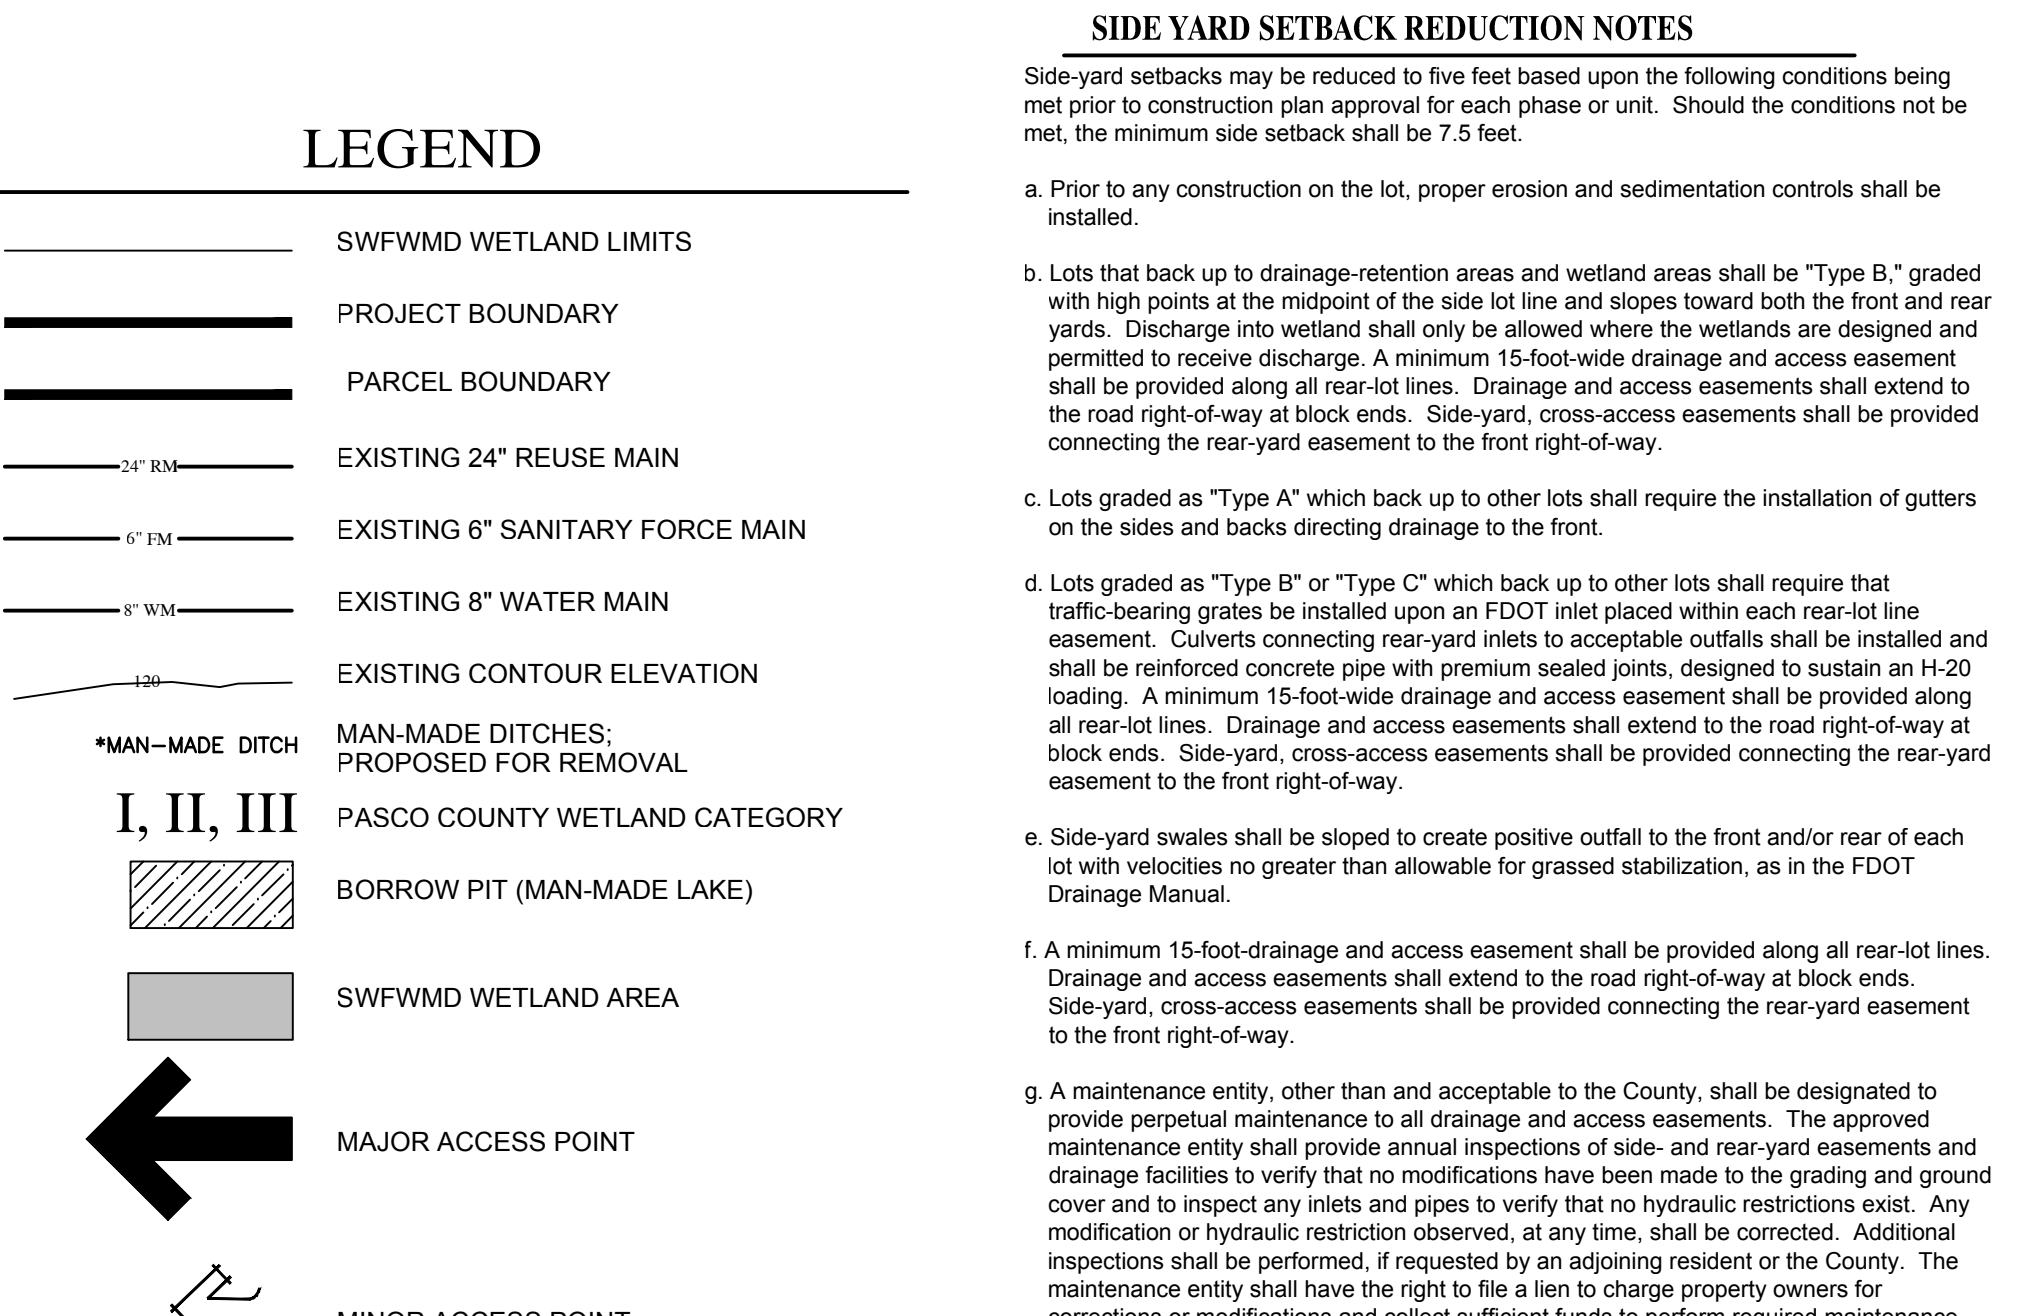 LEGEND
SWFWMD WETLAND LIMITS
PROJECT BOUNDARY
PARCEL BOUNDARY
24" RM
EXISTING 24" REUSE MAIN
6" FM
EXISTING 6" SANITARY FORCE MAIN
8" WM
EXISTING 8" WATER MAIN
120
EXISTING CONTOUR ELEVATION
*MAN-MADE DITCH
MAN-MADE DITCHES;
PROPOSED FOR REMOVAL
I, II, III
PASCO COUNTY WETLAND CATEGORY
BORROW PIT (MAN-MADE LAKE)
SWFWMD WETLAND AREA
MAJOR ACCESS POINT
MINOR ACCESS POINT
SIDE YARD SETBACK REDUCTION NOTES
Side-yard setbacks may be reduced to five feet based upon the following conditions being
met prior to construction plan approval for each phase or unit.  Should the conditions not be
met, the minimum side setback shall be 7.5 feet.
a. Prior to any construction on the lot, proper erosion and sedimentation controls shall be
installed.
b. Lots that back up to drainage-retention areas and wetland areas shall be "Type B," graded
with high points at the midpoint of the side lot line and slopes toward both the front and rear
yards.  Discharge into wetland shall only be allowed where the wetlands are designed and
permitted to receive discharge. A minimum 15-foot-wide drainage and access easement
shall be provided along all rear-lot lines.  Drainage and access easements shall extend to
the road right-of-way at block ends.  Side-yard, cross-access easements shall be provided
connecting the rear-yard easement to the front right-of-way.
c. Lots graded as "Type A" which back up to other lots shall require the installation of gutters
on the sides and backs directing drainage to the front.
d. Lots graded as "Type B" or "Type C" which back up to other lots shall require that
traffic-bearing grates be installed upon an FDOT inlet placed within each rear-lot line
easement.  Culverts connecting rear-yard inlets to acceptable outfalls shall be installed and
shall be reinforced concrete pipe with premium sealed joints, designed to sustain an H-20
loading.  A minimum 15-foot-wide drainage and access easement shall be provided along
all rear-lot lines.  Drainage and access easements shall extend to the road right-of-way at
block ends.  Side-yard, cross-access easements shall be provided connecting the rear-yard
easement to the front right-of-way.
e. Side-yard swales shall be sloped to create positive outfall to the front and/or rear of each
lot with velocities no greater than allowable for grassed stabilization, as in the FDOT
Drainage Manual.
f. A minimum 15-foot-drainage and access easement shall be provided along all rear-lot lines.
Drainage and access easements shall extend to the road right-of-way at block ends.
Side-yard, cross-access easements shall be provided connecting the rear-yard easement
to the front right-of-way.
g. A maintenance entity, other than and acceptable to the County, shall be designated to
provide perpetual maintenance to all drainage and access easements.  The approved
maintenance entity shall provide annual inspections of side- and rear-yard easements and
drainage facilities to verify that no modifications have been made to the grading and ground
cover and to inspect any inlets and pipes to verify that no hydraulic restrictions exist.  Any
modification or hydraulic restriction observed, at any time, shall be corrected.  Additional
inspections shall be performed, if requested by an adjoining resident or the County.  The
maintenance entity shall have the right to file a lien to charge property owners for
corrections or modifications and collect sufficient funds to perform required maintenance